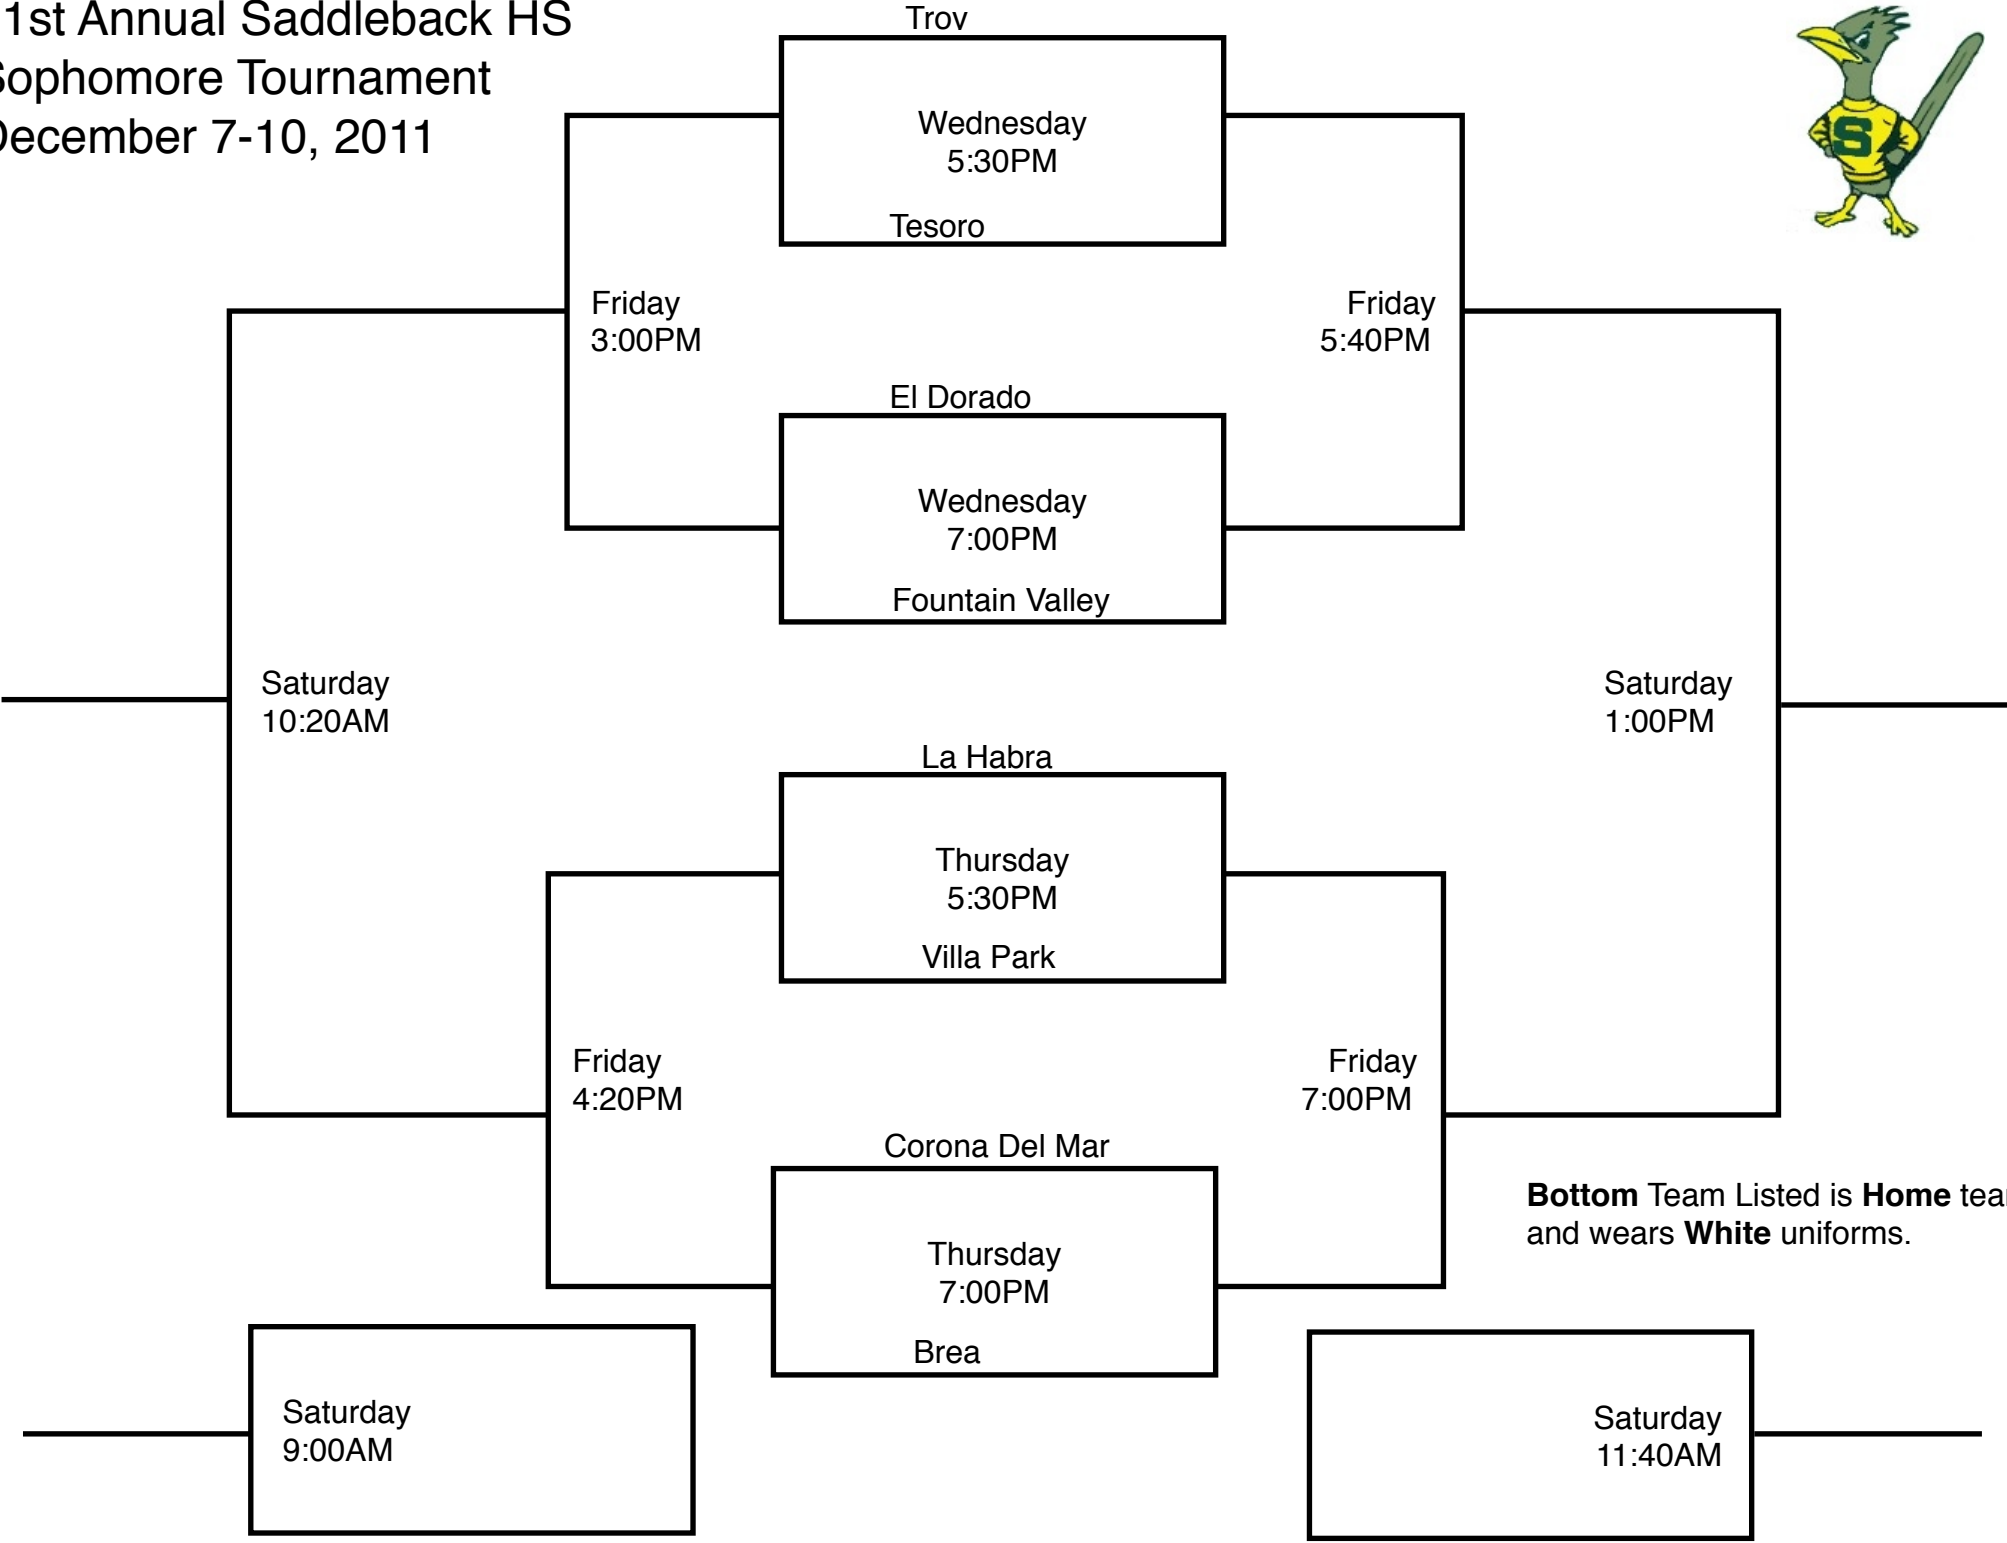 1st Annual Saddleback HS
Sophomore Tournament
December 7-10, 2011
Trov
Wednesday
5:30PM
Tesoro
S
Friday
3:00PM
Friday
5:40PM
El Dorado
Wednesday
7:00PM
Fountain Valley
Saturday
10:20AM
Saturday
1:00PM
La Habra
Thursday
5:30PM
Villa Park
Friday
4:20PM
Friday
7:00PM
Corona Del Mar
Thursday
7:00PM
Brea
Bottom Team Listed is Home tea
and wears White uniforms.
Saturday
9:00AM
Saturday
11:40AM